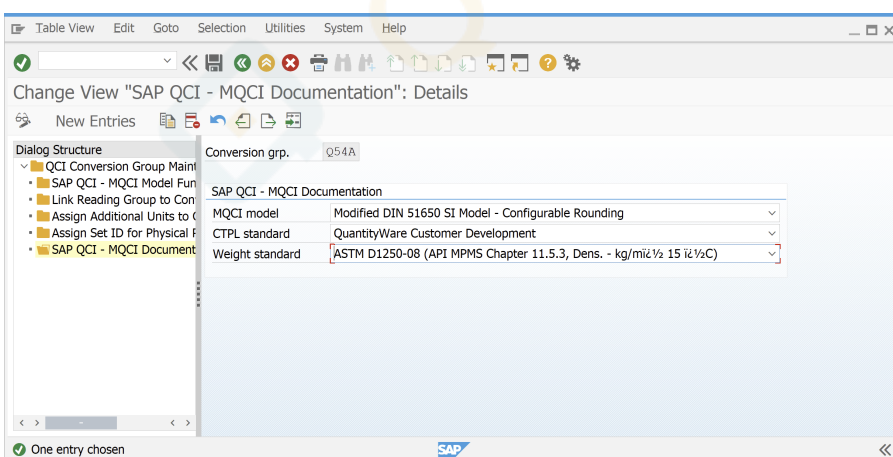 Table View Edit Goto Selection Utilities System Help
Change View "SAP QCI - MQCI Documentation": Details
New Entries
Dialog Structure
QCI Conversion Group Maint
SAP QCI - MQCI Model Fun
Link Reading Group to Con
Assign Additional Units to
Assign Set ID for Physical
SAP QCI - MQCI Document
Conversion grp. Q54A
SAP QCI - MQCI Documentation
MQCI model Modified DIN 51650 SI Model - Configurable Rounding
CTPL standard QuantityWare Customer Development
Weight standard ASTM D1250-08 (API MPMS Chapter 11.5.3, Dens. - kg/mï¿½ 15 ï¿½C)
One entry chosen
SAP